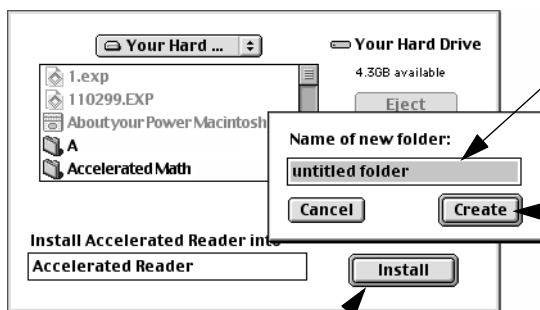 Your Hard ...
Your Hard Drive
4.3GB available
1.exp
110299.EXP
About your Power Macintosh
A
Accelerated Math
Eject
Name of new folder:
untitled folder
Cancel
Create
Install Accelerated Reader into
Accelerated Reader
Install